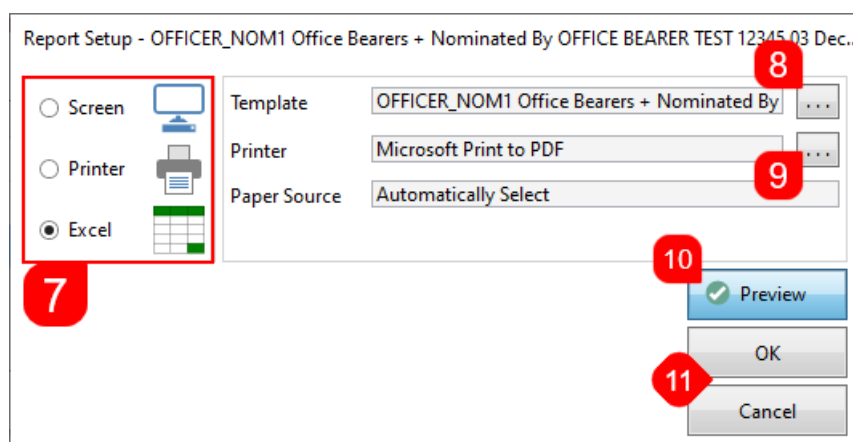 Report Setup - OFFICER_NOM1 Office Bearers + Nominated By OFFICE BEARER TEST 12345 03 Dec..
8
Screen
Template
OFFICER_NOM1 Office Bearers + Nominated By
...
Printer
Printer
Microsoft Print to PDF
...
9
Paper Source
Automatically Select
Excel
7
10
Preview
OK
11
Cancel